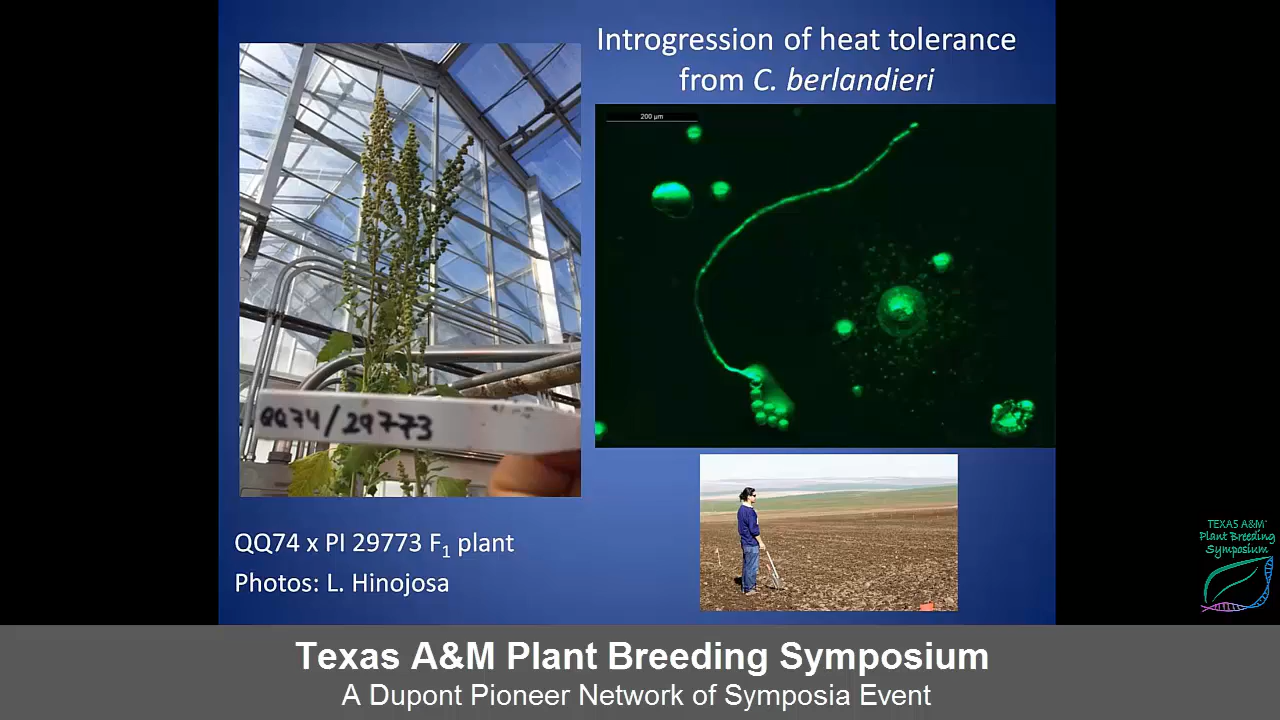 Introgression of heat tolerance
from C. berlandieri
200 µm
QQ74/29773
QQ74 x PI 29773 F1 plant
Photos: L. Hinojosa
TEXAS A&M
Plant Breeding
Symposium
Texas A&M Plant Breeding Symposium
A Dupont Pioneer Network of Symposia Event